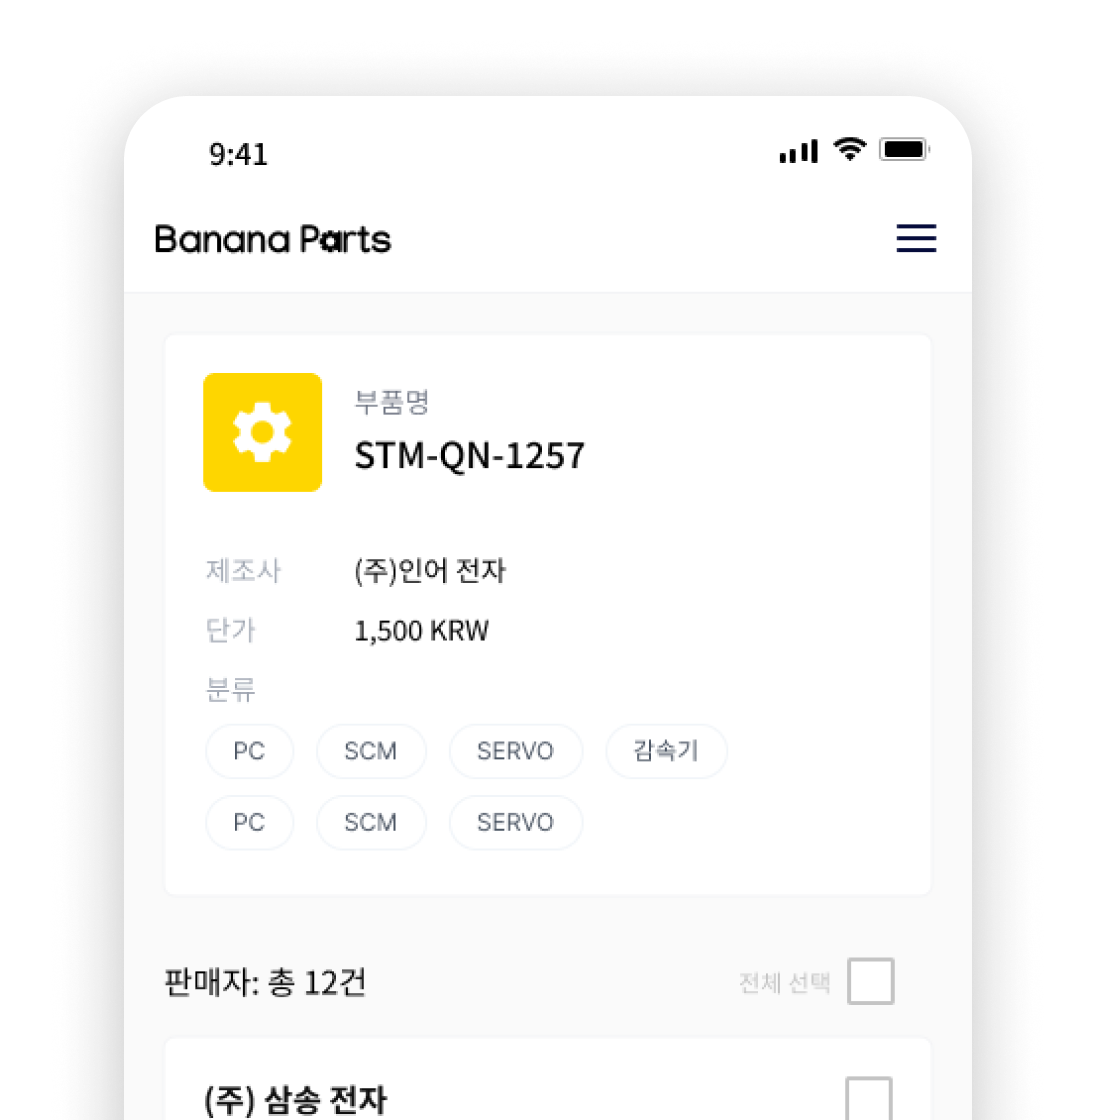 9:41
Banana Parts
부품명
STM-QN-1257
제조사 (주)인어 전자
단가 1,500 KRW
분류
PC SCM SERVO 감속기
PC SCM SERVO
판매자: 총 12건 전체 선택
(주) 삼송 전자